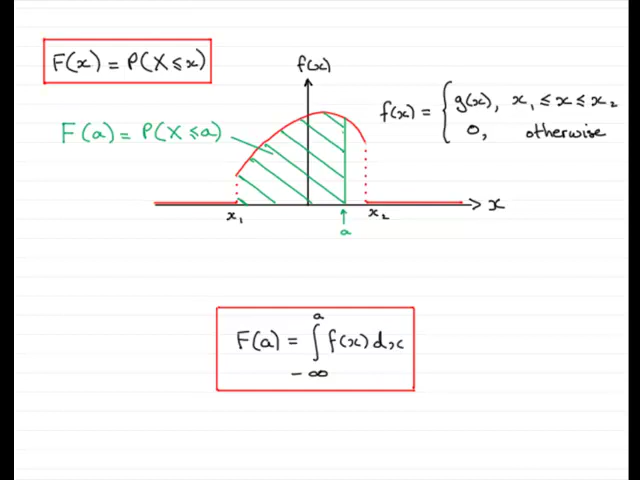 F(x) = P(X ≤ x)
f(x)
f(x) = { g(x), x₁ ≤ x ≤ x₂
0, otherwise
F(a) = P(X ≤ a)
x₁
x₂
x
a
F(a) = ∫ₐ₋∞ f(x) dx